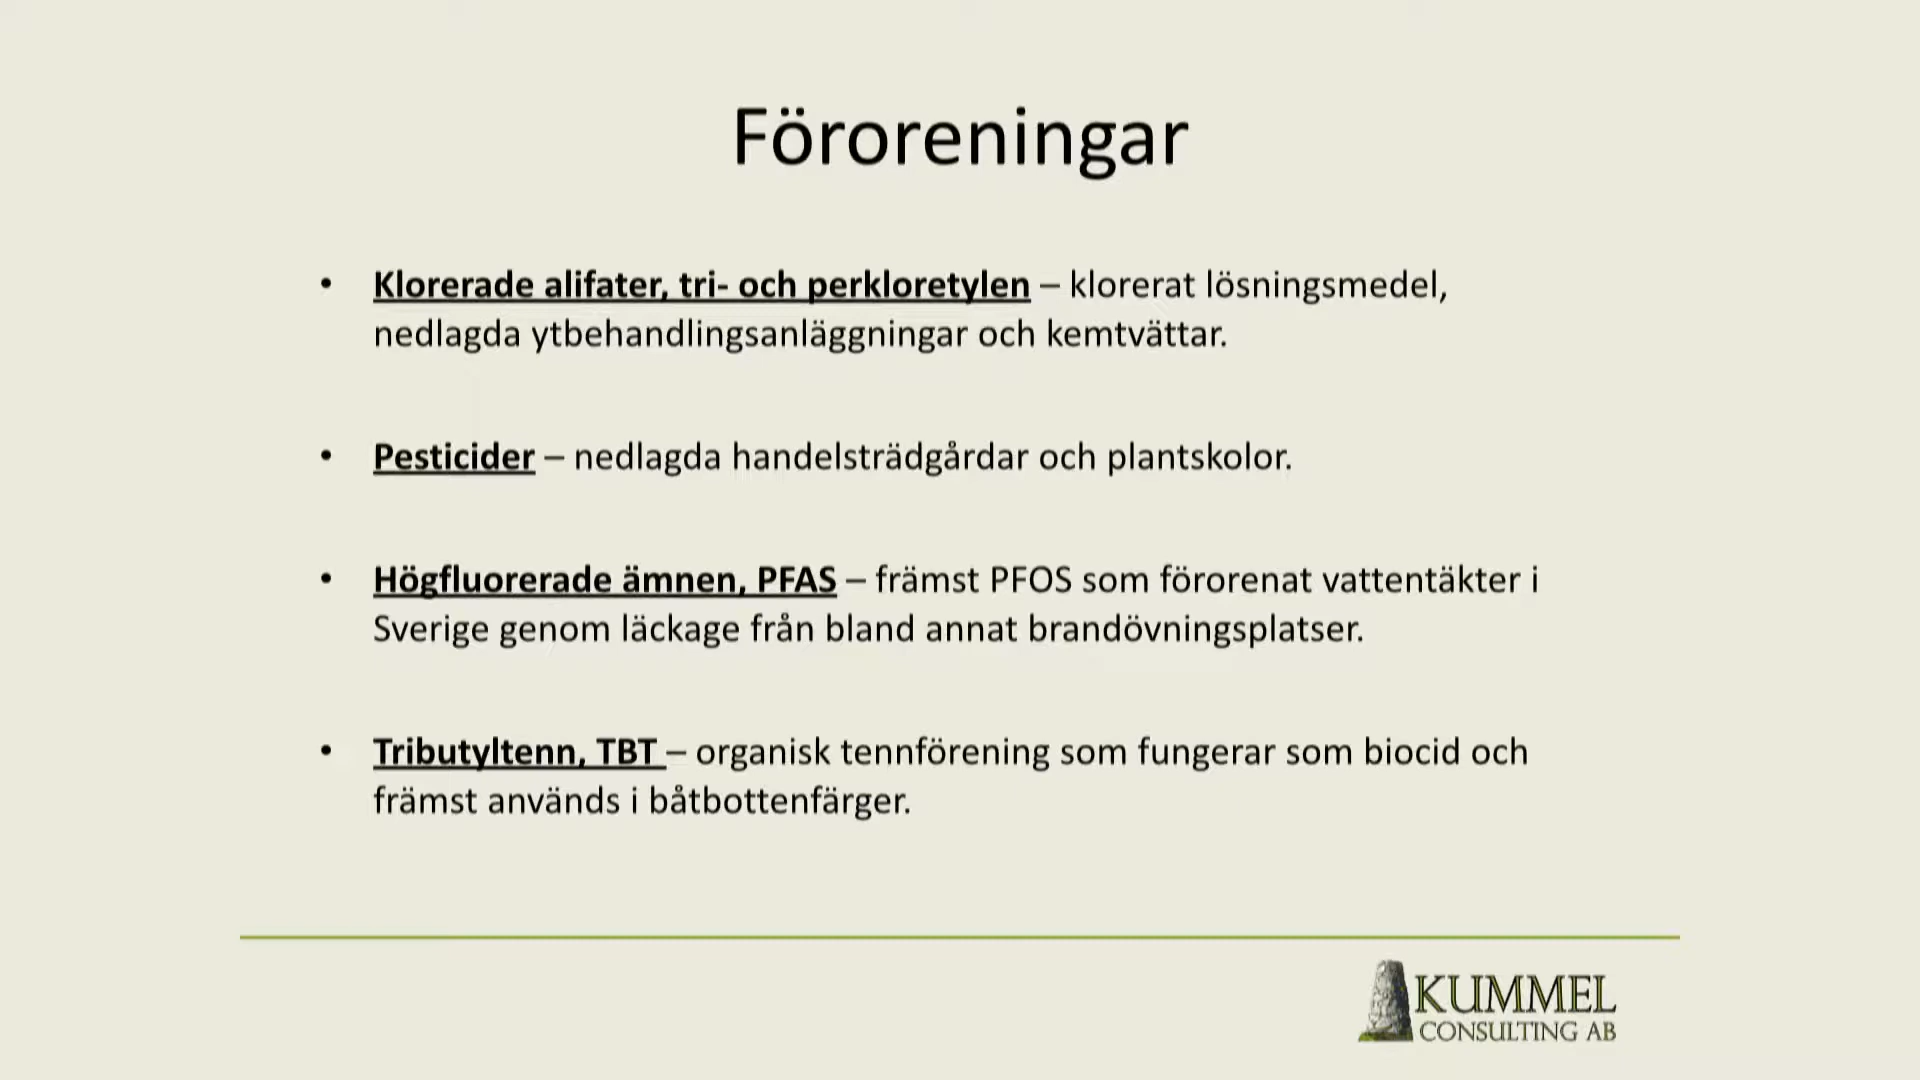 Föroreningar
• Klorerade alifater, tri- och perkloretylen – klorerat lösningsmedel,
nedlagda ytbehandlingsanläggningar och kemtvättar.
• Pesticider – nedlagda handelsträdgårdar och plantskolor.
• Högfluorerade ämnen, PFAS – främst PFOS som förorenat vattentäkter i
Sverige genom läckage från bland annat brandövningsplatser.
• Tributyltenn, TBT – organisk tennförening som fungerar som biocid och
främst används i båtbottenfärger.
KUMMEL
CONSULTING AB